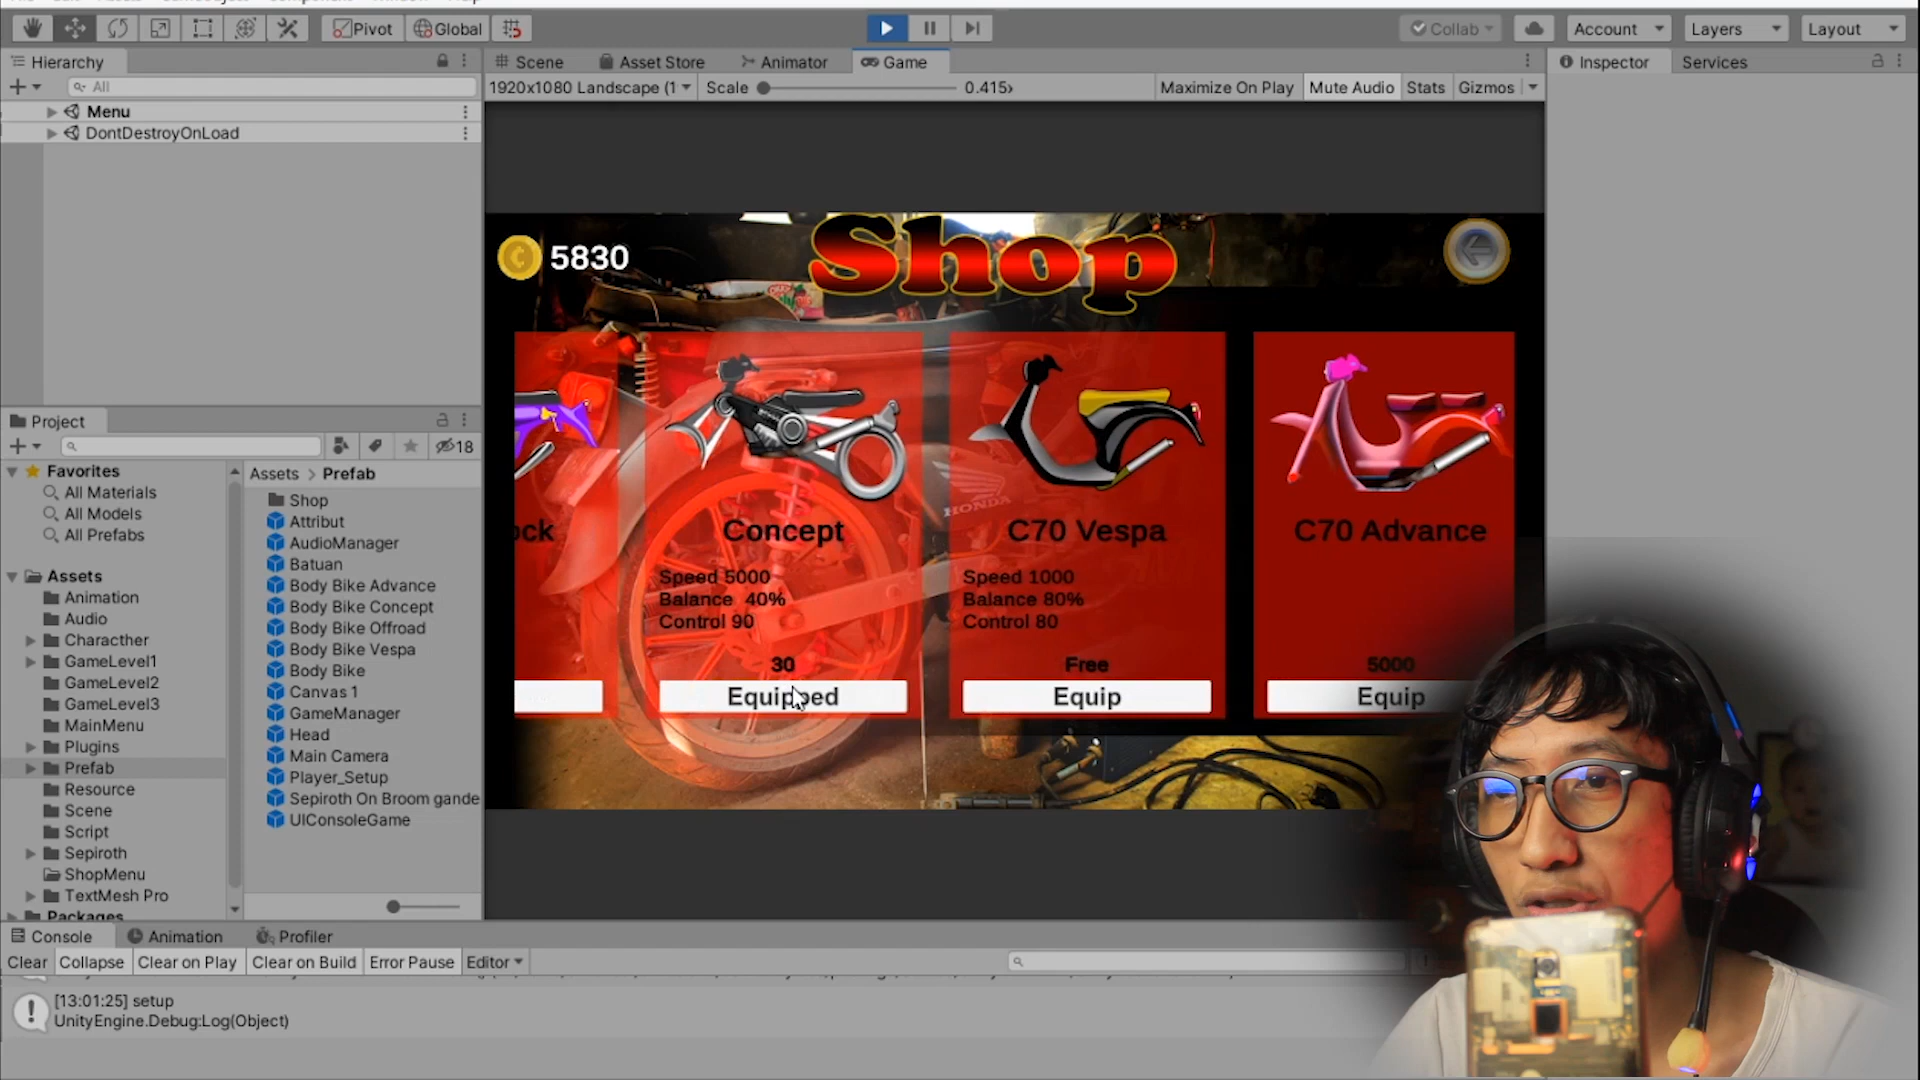 Pivot
Global
Collab
Account
Layers
Layout
Hierarchy
Scene
Asset Store
Animator
Game
Inspector
Services
All
1920x1080 Landscape (1
Scale
0.415x
Maximize On Play
Mute Audio
Stats
Gizmos
Menu
DontDestroyOnLoad
5830
Shop
HONDA
ock
Concept
C70 Vespa
C70 Advance
Speed 5000
Balance 40%
Control 90
Speed 1000
Balance 80%
Control 80
30
Free
5000
Equipped
Equip
Equip
Project
18
Favorites
All Materials
All Models
All Prefabs
Assets
Animation
Audio
Characther
GameLevel1
GameLevel2
GameLevel3
MainMenu
Plugins
Prefab
Resource
Scene
Script
Sepiroth
ShopMenu
TextMesh Pro
Packages
Assets > Prefab
Shop
Attribut
AudioManager
Batuan
Body Bike Advance
Body Bike Concept
Body Bike Offroad
Body Bike Vespa
Body Bike
Canvas 1
GameManager
Head
Main Camera
Player_Setup
Sepiroth On Broom gande
UIConsoleGame
Console
Animation
Profiler
Clear
Collapse
Clear on Play
Clear on Build
Error Pause
Editor
[13:01:25] setup
UnityEngine.Debug:Log(Object)